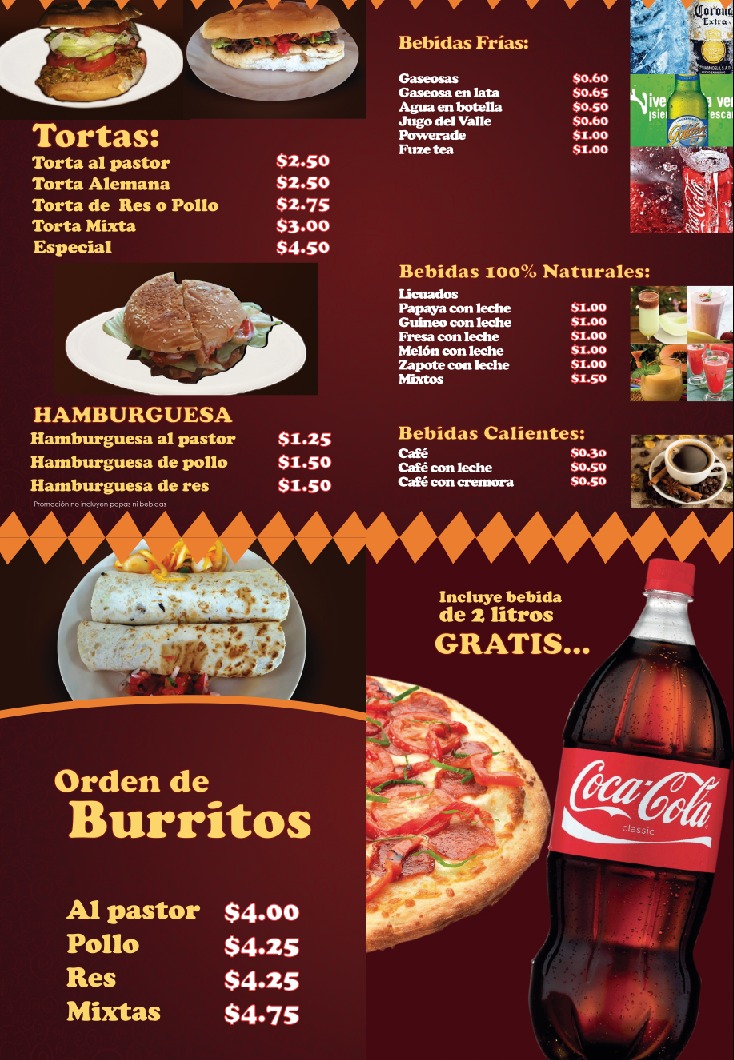 Tortas:
Torta al pastor $2.50
Torta Alemana $2.50
Torta de Res o Pollo $2.75
Torta Mixta $3.00
Especial $4.50
HAMBURGUESA
Hamburguesa al pastor $1.25
Hamburguesa de pollo $1.50
Hamburguesa de res $1.50
Promoción no incluyen papas ni bebidas
Bebidas Frías:
Gaseosas $0.60
Gaseosa en lata $0.65
Agua en botella $0.50
Jugo del Valle $0.60
Powerade $1.00
Fuze tea $1.00
Corona
Extra
Coca-Cola
Bebidas 100% Naturales:
Licuados
Papaya con leche $1.00
Guineo con leche $1.00
Fresa con leche $1.00
Melón con leche $1.00
Zapote con leche $1.00
Mixtos $1.50
Bebidas Calientes:
Café $0.30
Café con leche $0.50
Café con cremora $0.50
Orden de
Burritos
Al pastor $4.00
Pollo $4.25
Res $4.25
Mixtas $4.75
Incluye bebida
de 2 litros
GRATIS...
Coca-Cola
classic